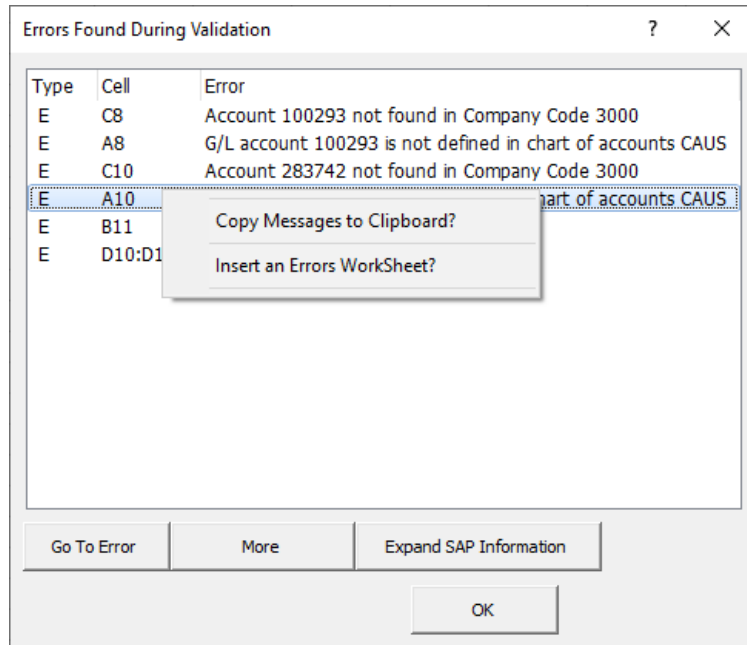 Errors Found During Validation ? X
Type Cell Error
E C8 Account 100293 not found in Company Code 3000
E A8 G/L account 100293 is not defined in chart of accounts CAUS
E C10 Account 283742 not found in Company Code 3000
E A10 chart of accounts CAUS
Copy Messages to Clipboard?
E B11
E D10:D1
Insert an Errors WorkSheet?
Go To Error More Expand SAP Information
OK